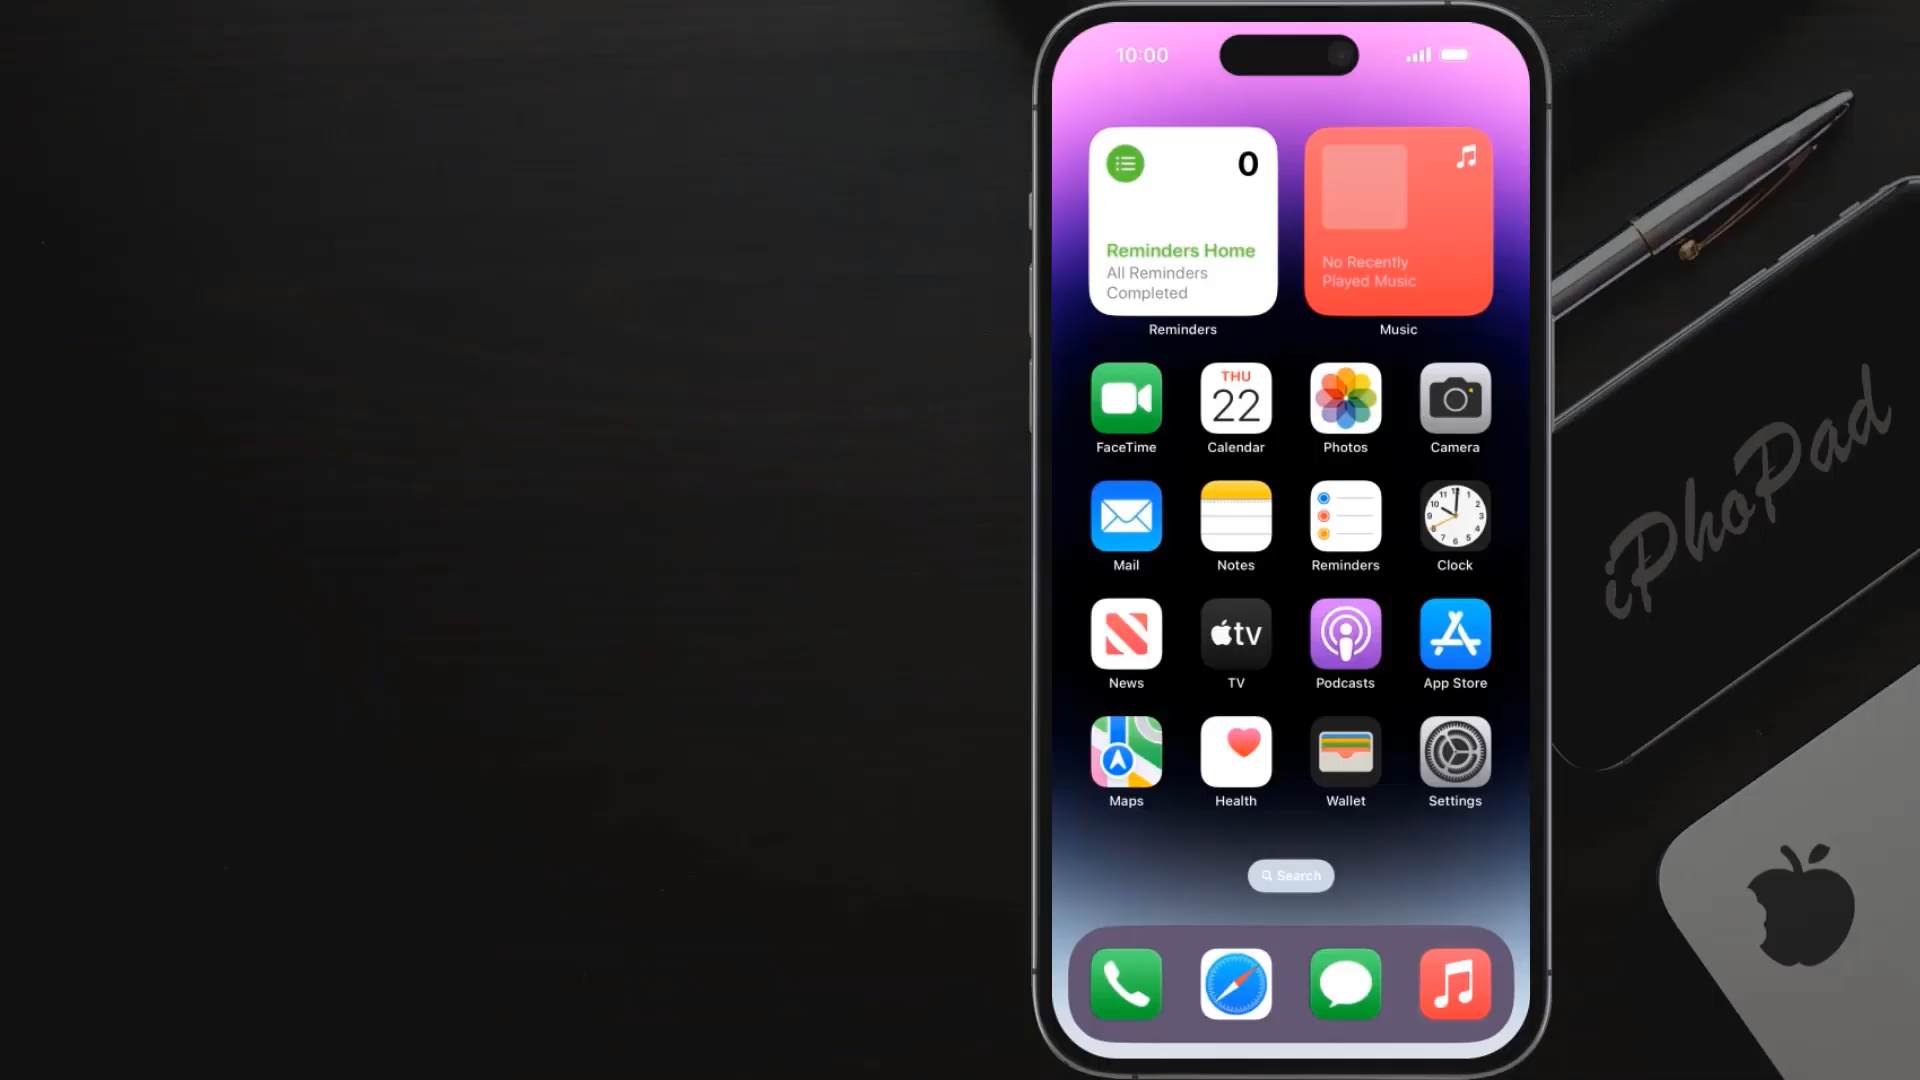 10:00
0
Reminders Home
All Reminders
Completed
No Recently
Played Music
Reminders
Music
THU
22
FaceTime
Calendar
Photos
Camera
Mail
Notes
Reminders
Clock
tv
News
TV
Podcasts
App Store
Maps
Health
Wallet
Settings
Search
iPhoPad